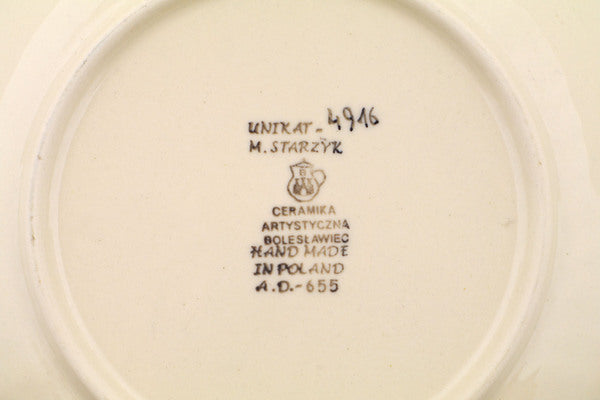 UNIKAT - 4916
M. STARZYK
CERAMIKA
ARTYSTYCZNA
BOLESŁAWIEC
HAND MADE
IN POLAND
A.D.-655